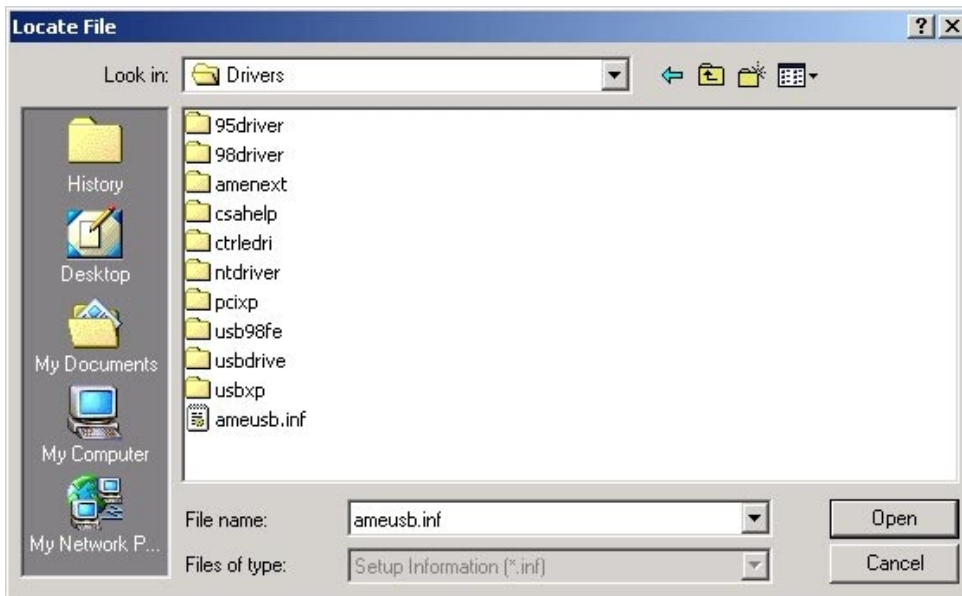 Locate File
Look in: Drivers
History
Desktop
My Documents
My Computer
My Network P...
95driver
98driver
amenext
csahelp
ctrledri
ntdriver
pcixp
usb98fe
usbdrive
usbxp
ameusb.inf
File name: ameusb.inf Open
Files of type: Setup Information (*.inf) Cancel